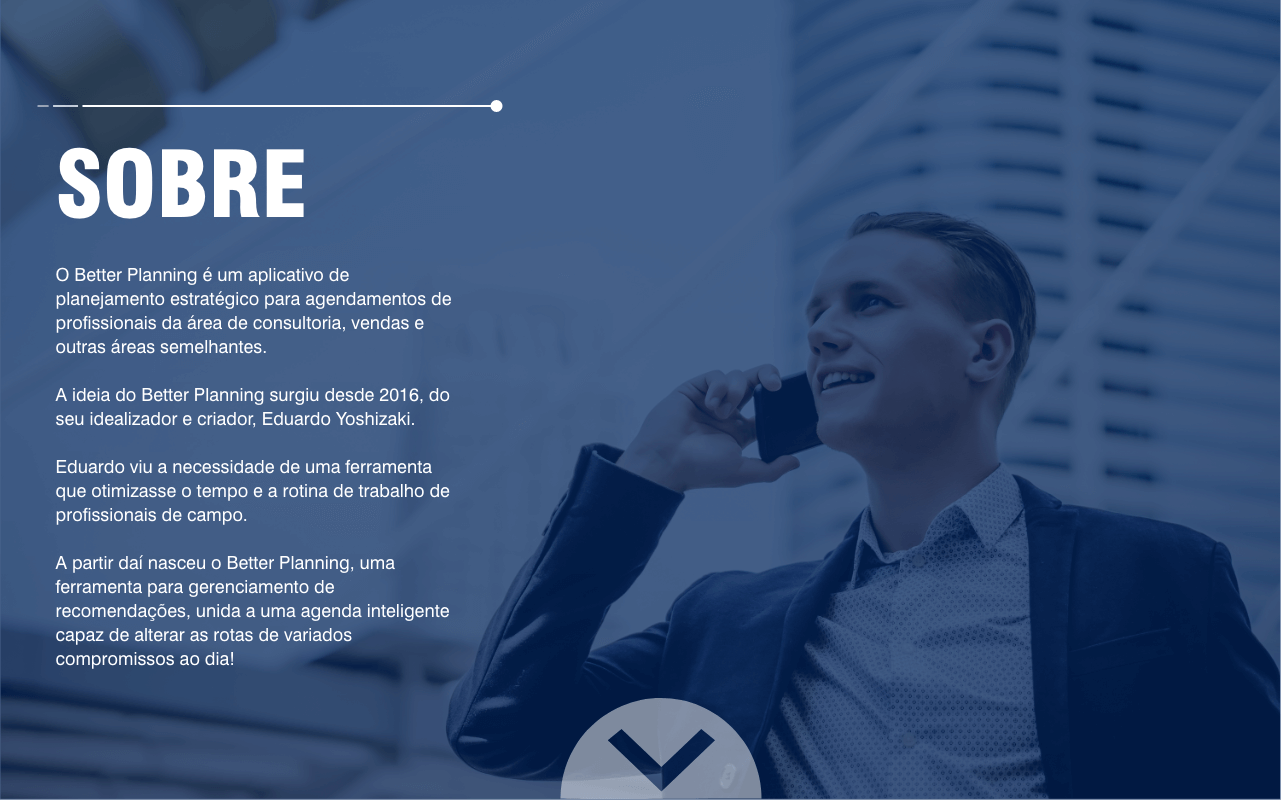 SOBRE
O Better Planning é um aplicativo de
planejamento estratégico para agendamentos de
profissionais da área de consultoria, vendas e
outras áreas semelhantes.
A ideia do Better Planning surgiu desde 2016, do
seu idealizador e criador, Eduardo Yoshizaki.
Eduardo viu a necessidade de uma ferramenta
que otimizasse o tempo e a rotina de trabalho de
profissionais de campo.
A partir daí nasceu o Better Planning, uma
ferramenta para gerenciamento de
recomendações, unida a uma agenda inteligente
capaz de alterar as rotas de variados
compromissos ao dia!